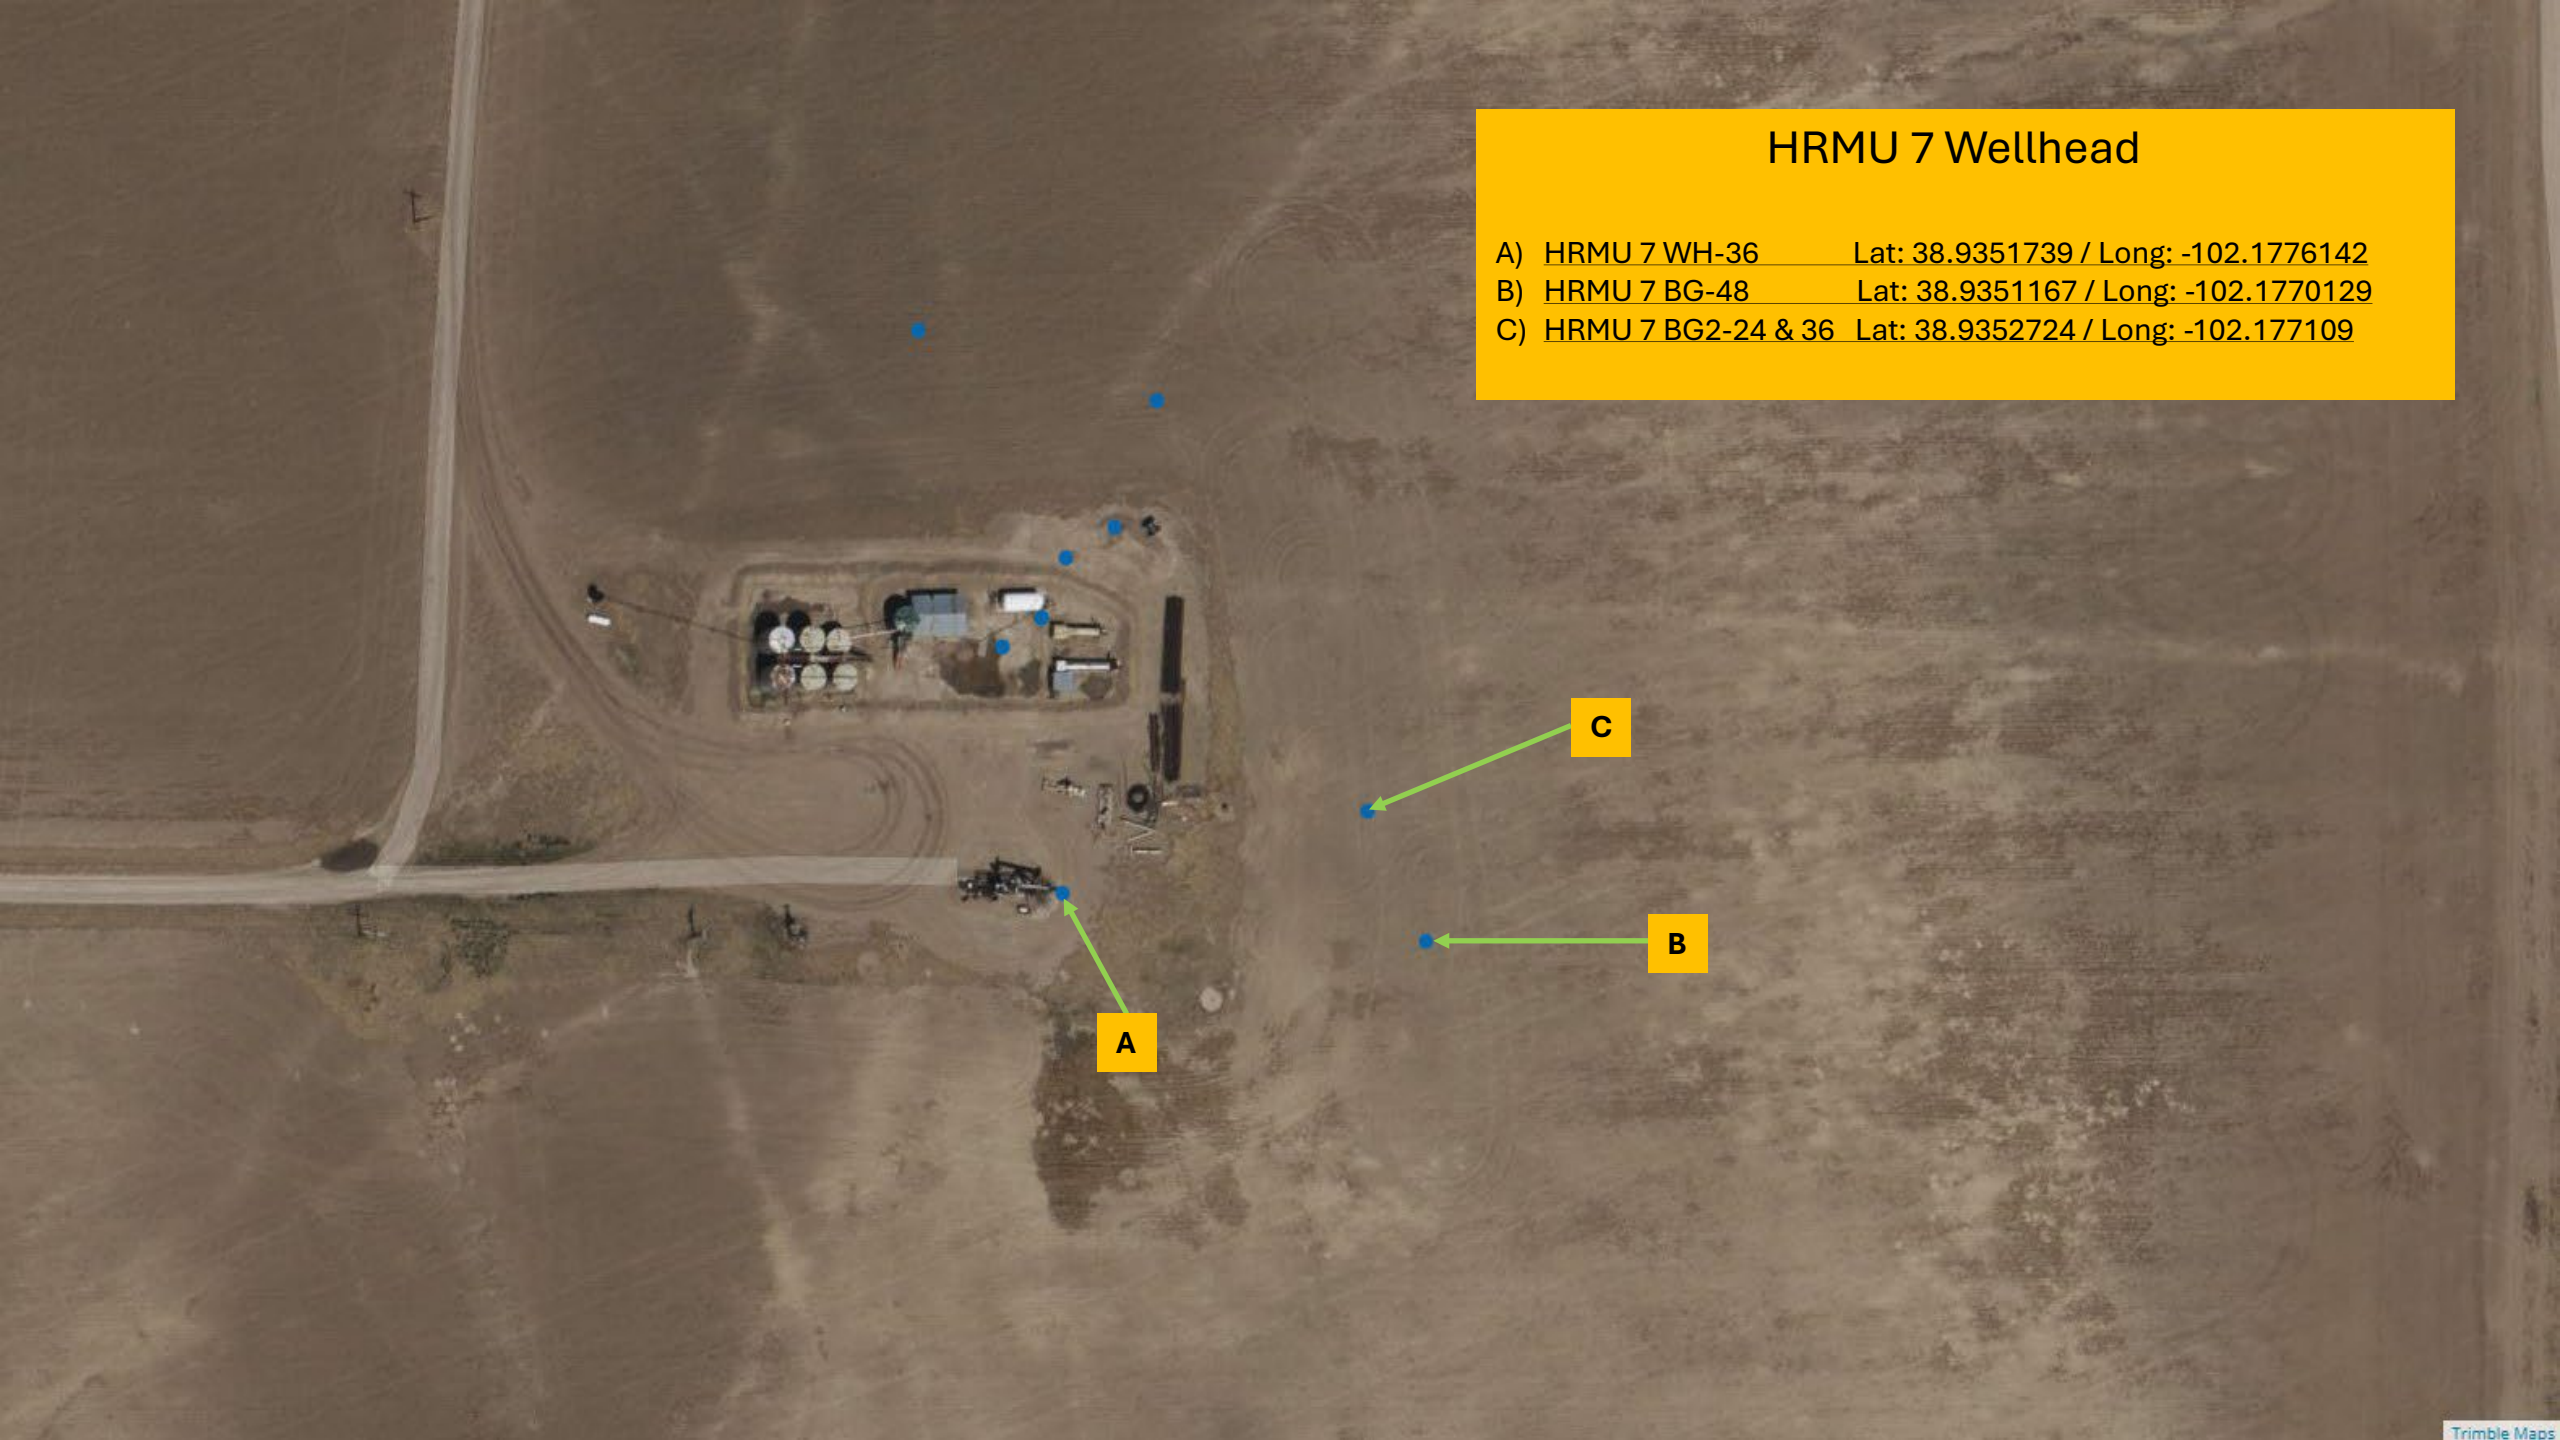 HRMU 7 Wellhead
A) HRMU 7 WH-36 Lat: 38.9351739 / Long: -102.1776142
B) HRMU 7 BG-48 Lat: 38.9351167 / Long: -102.1770129
C) HRMU 7 BG2-24 & 36 Lat: 38.9352724 / Long: -102.177109
C
B
A
Trimble Maps